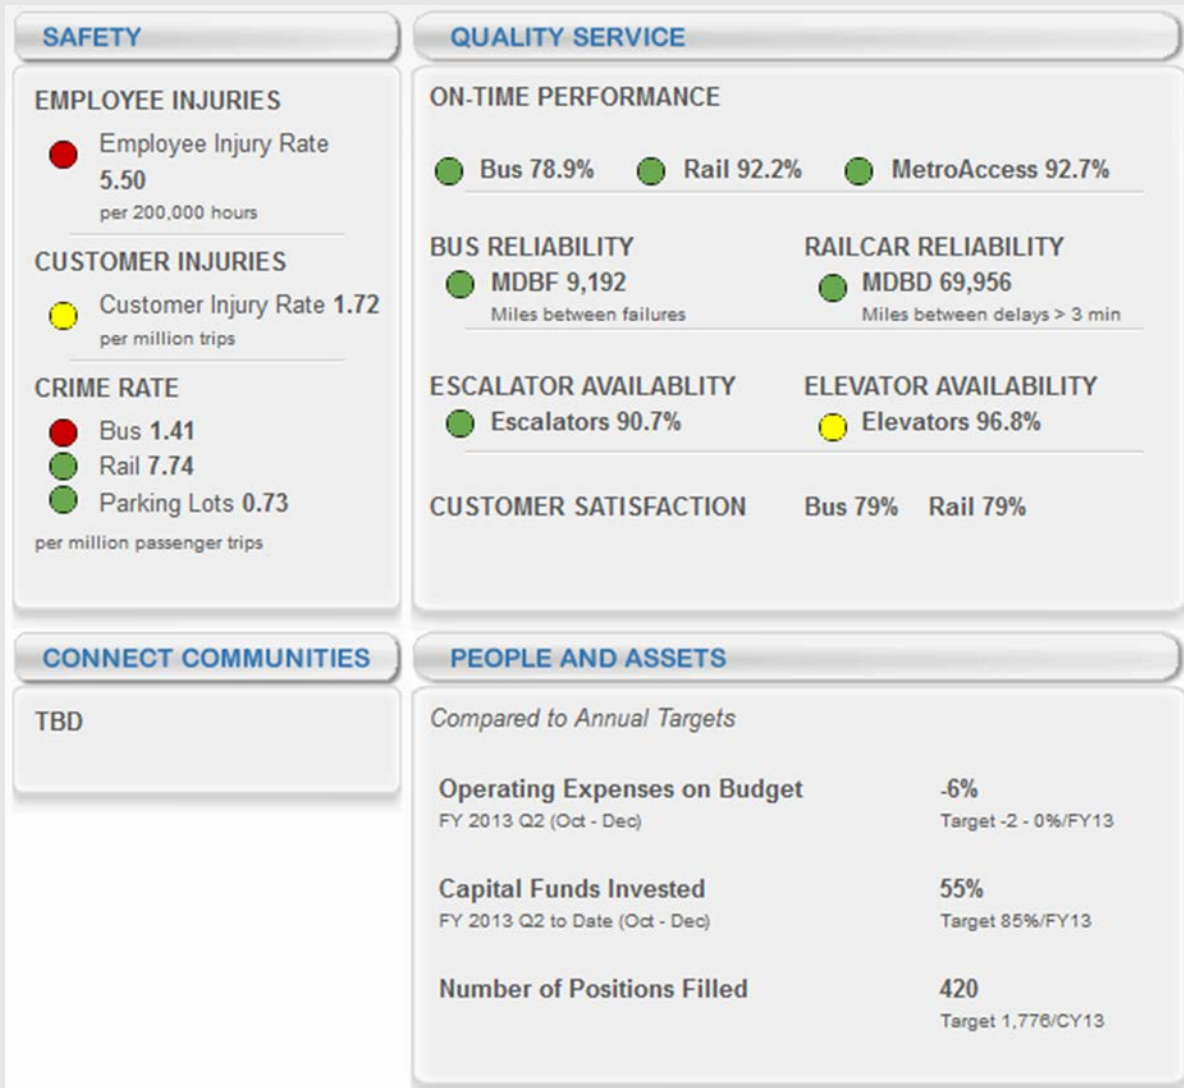 SAFETY
EMPLOYEE INJURIES
Employee Injury Rate
5.50
per 200,000 hours
CUSTOMER INJURIES
Customer Injury Rate 1.72
per million trips
CRIME RATE
Bus 1.41
Rail 7.74
Parking Lots 0.73
per million passenger trips
QUALITY SERVICE
ON-TIME PERFORMANCE
Bus 78.9% Rail 92.2% MetroAccess 92.7%
BUS RELIABILITY
MDBF 9,192
Miles between failures
RAILCAR RELIABILITY
MDBD 69,956
Miles between delays > 3 min
ESCALATOR AVAILABLITY
Escalators 90.7%
ELEVATOR AVAILABILITY
Elevators 96.8%
CUSTOMER SATISFACTION Bus 79% Rail 79%
CONNECT COMMUNITIES
TBD
PEOPLE AND ASSETS
Compared to Annual Targets
Operating Expenses on Budget -6%
FY 2013 Q2 (Oct - Dec) Target -2 - 0%/FY13
Capital Funds Invested 55%
FY 2013 Q2 to Date (Oct - Dec) Target 85%/FY13
Number of Positions Filled 420
Target 1,776/CY13